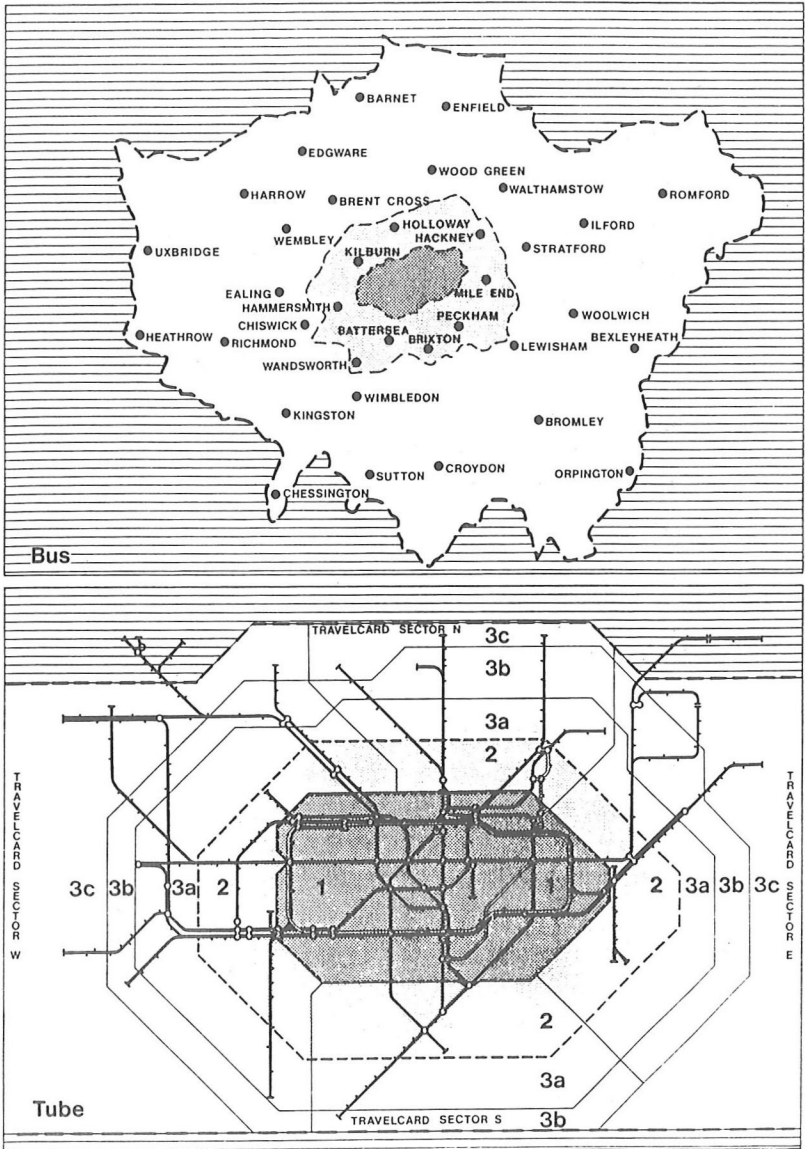 BARNET
ENFIELD
EDGWARE
WOOD GREEN
HARROW
BRENT CROSS
WALTHAMSTOW
ROMFORD
HOLLOWAY
ILFORD
WEMBLEY
HACKNEY
UXBRIDGE
KILBURN
STRATFORD
EALING
MILE END
HAMMERSMITH
WOOLWICH
CHISWICK
PECKHAM
HEATHROW
RICHMOND
BATTERSEA
BRIXTON
LEWISHAM
BEXLEYHEATH
WANDSWORTH
WIMBLEDON
KINGSTON
BROMLEY
SUTTON
CROYDON
ORPINGTON
CHESSINGTON
Bus
TRAVELCARD SECTOR N
3c
3b
3a
2
TRAVELCARD SECTOR W
3c 3b 3a 2 1 1 2 3a 3b 3c
TRAVELCARD SECTOR E
2
3a
Tube
TRAVELCARD SECTOR S
3b